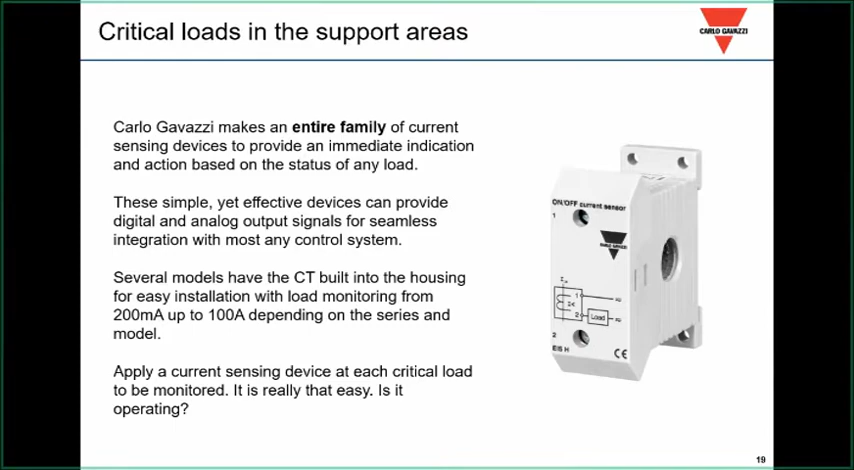 Critical loads in the support areas
CARLO GAVAZZI
Carlo Gavazzi makes an entire family of current
sensing devices to provide an immediate indication
and action based on the status of any load.
These simple, yet effective devices can provide
digital and analog output signals for seamless
integration with most any control system.
Several models have the CT built into the housing
for easy installation with load monitoring from
200mA up to 100A depending on the series and
model.
Apply a current sensing device at each critical load
to be monitored. It is really that easy. Is it
operating?
ON/OFF current sensor
1
CARLO GAVAZZI
1
2
Load
2
EIS H
CE
19